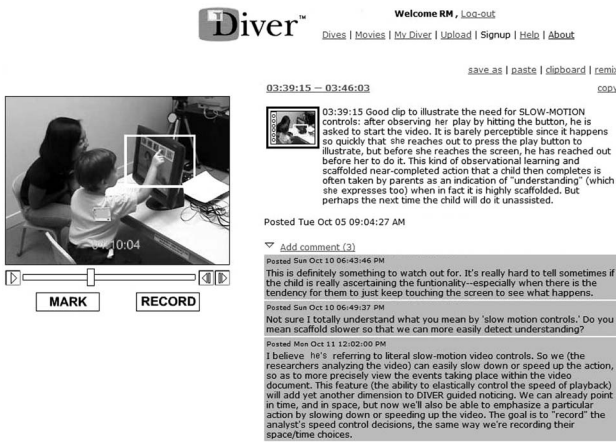 Diver™
Welcome RM , Log-out
Dives | Movies | My Diver | Upload | Signup | Help | About
save as | paste | clipboard | remix
03:39:15 — 03:46:03
copy
03:39:15 Good clip to illustrate the need for SLOW-MOTION
controls: after observing her play by hitting the button, he is
asked to start the video. It is barely perceptible since it happens
so quickly that she reaches out to press the play button to
illustrate, but before she reaches the screen, he has reached out
before her to do it. This kind of observational learning and
scaffolded near-completed action that a child then completes is
often taken by parents as an indication of "understanding" (which
she expresses too) when in fact it is highly scaffolded. But
perhaps the next time the child will do it unassisted.
Posted Tue Oct 05 09:04:27 AM
Add comment (3)
Posted Sun Oct 10 06:43:46 PM
This is definitely something to watch out for. It's really hard to tell sometimes if
the child is really ascertaining the funtionality--especially when there is the
tendency for them to just keep touching the screen to see what happens.
Posted Sun Oct 10 06:49:37 PM
Not sure I totally understand what you mean by 'slow motion controls.' Do you
mean scaffold slower so that we can more easily detect understanding?
Posted Mon Oct 11 12:02:00 PM
I believe he's referring to literal slow-motion video controls. So we (the
researchers analyzing the video) can easily slow down or speed up the action,
so as to more precisely view the events taking place within the video
document. This feature (the ability to elastically control the speed of playback)
will add yet another dimension to DIVER guided noticing. We can already point
in time, and in space, but now we'll also be able to emphasize a particular
action by slowing down or speeding up the video. The goal is to "record" the
analyst's speed control decisions, the same way we're recording their
space/time choices.
MARK
RECORD